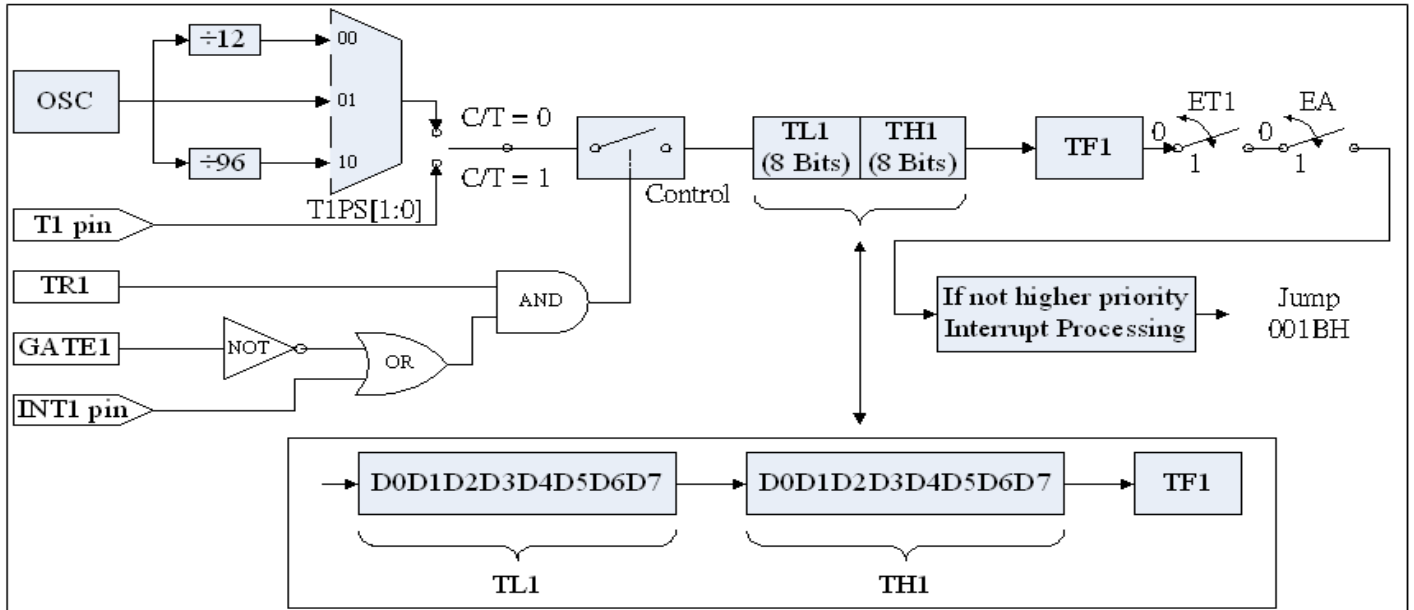 ÷12
00
OSC
01
÷96
10
T1PS[1:0]
T1 pin
C/T = 0
C/T = 1
Control
TL1
(8 Bits)
TH1
(8 Bits)
TF1
ET1
0
1
EA
0
1
TR1
AND
GATE1
NOT
OR
INT1 pin
If not higher priority
Interrupt Processing
Jump
001BH
D0D1D2D3D4D5D6D7
D0D1D2D3D4D5D6D7
TF1
TL1
TH1